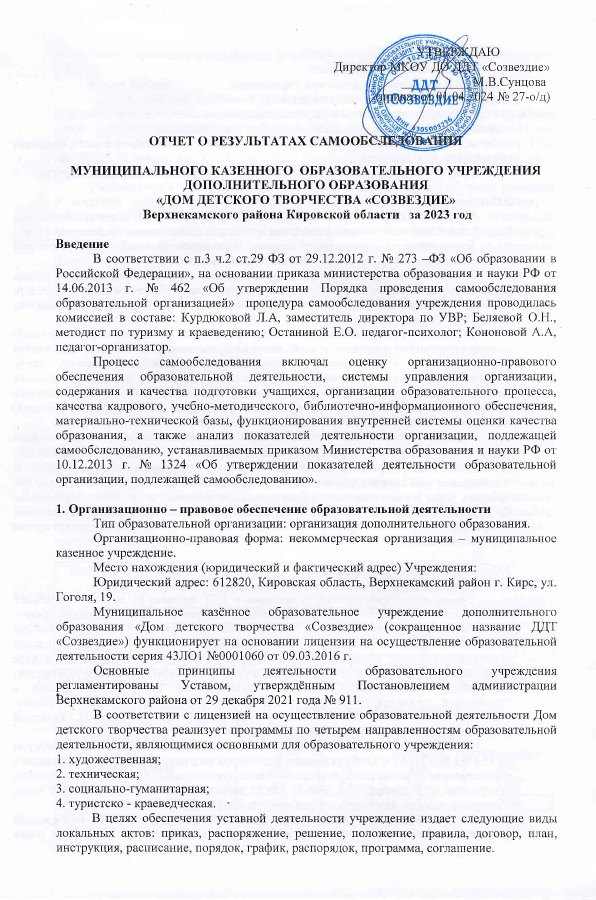 УТВЕРЖДАЮ
Директор МКОУ ДО ДДТ «Созвездие»
М.В.Сунцова
(приказ от 01.04.2024 № 27-о/д)
ДДТ
"СОЗВЕЗДИЕ"
ОТЧЕТ О РЕЗУЛЬТАТАХ САМООБСЛЕДОВАНИЯ
МУНИЦИПАЛЬНОГО КАЗЕННОГО ОБРАЗОВАТЕЛЬНОГО УЧРЕЖДЕНИЯ
ДОПОЛНИТЕЛЬНОГО ОБРАЗОВАНИЯ
«ДОМ ДЕТСКОГО ТВОРЧЕСТВА «СОЗВЕЗДИЕ»
Верхнекамского района Кировской области за 2023 год
Введение
В соответствии с п.3 ч.2 ст.29 ФЗ от 29.12.2012 г. № 273 –ФЗ «Об образовании в
Российской Федерации», на основании приказа министерства образования и науки РФ от
14.06.2013 г. № 462 «Об утверждении Порядка проведения самообследования
образовательной организацией» процедура самообследования учреждения проводилась
комиссией в составе: Курдюковой Л.А, заместитель директора по УВР; Беляевой О.Н.,
методист по туризму и краеведению; Останиной Е.О. педагог-психолог; Кононовой А.А,
педагог-организатор.
Процесс самообследования включал оценку организационно-правового
обеспечения образовательной деятельности, системы управления организации,
содержания и качества подготовки учащихся, организации образовательного процесса,
качества кадрового, учебно-методического, библиотечно-информационного обеспечения,
материально-технической базы, функционирования внутренней системы оценки качества
образования, а также анализ показателей деятельности организации, подлежащей
самообследованию, устанавливаемых приказом Министерства образования и науки РФ от
10.12.2013 г. № 1324 «Об утверждении показателей деятельности образовательной
организации, подлежащей самообследованию».
1. Организационно – правовое обеспечение образовательной деятельности
Тип образовательной организации: организация дополнительного образования.
Организационно-правовая форма: некоммерческая организация – муниципальное
казенное учреждение.
Место нахождения (юридический и фактический адрес) Учреждения:
Юридический адрес: 612820, Кировская область, Верхнекамский район г. Кирс, ул.
Гоголя, 19.
Муниципальное казённое образовательное учреждение дополнительного
образования «Дом детского творчества «Созвездие» (сокращенное название ДДТ
«Созвездие») функционирует на основании лицензии на осуществление образовательной
деятельности серия 43ЛО1 №0001060 от 09.03.2016 г.
Основные принципы деятельности образовательного учреждения
регламентированы Уставом, утверждённым Постановлением администрации
Верхнекамского района от 29 декабря 2021 года № 911.
В соответствии с лицензией на осуществление образовательной деятельности Дом
детского творчества реализует программы по четырем направленностям образовательной
деятельности, являющимися основными для образовательного учреждения:
1. художественная;
2. техническая;
3. социально-гуманитарная;
4. туристско - краеведческая.
В целях обеспечения уставной деятельности учреждение издает следующие виды
локальных актов: приказ, распоряжение, решение, положение, правила, договор, план,
инструкция, расписание, порядок, график, распорядок, программа, соглашение.